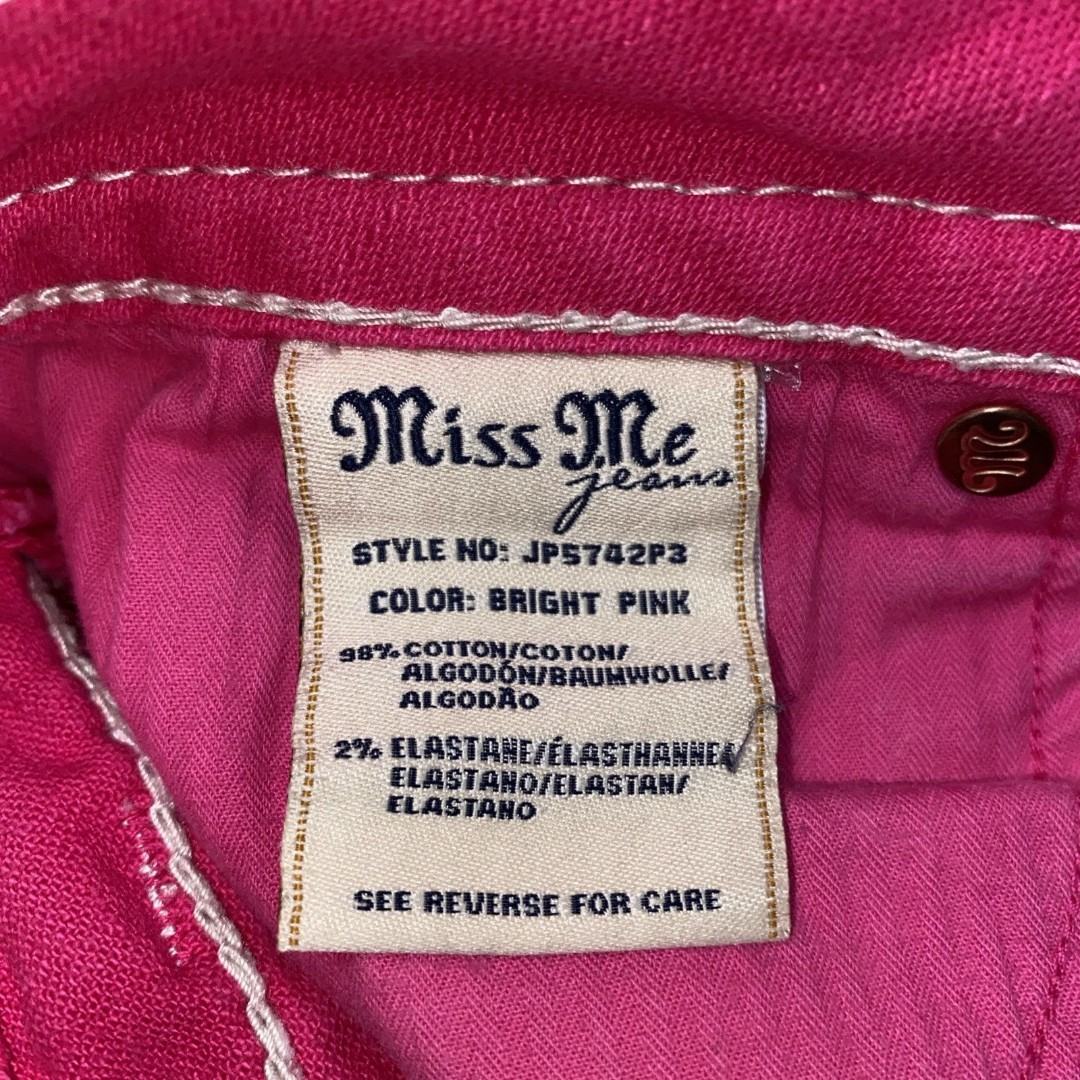 Miss Me
jeans
STYLE NO: JP5742P3
COLOR: BRIGHT PINK
98% COTTON/COTON/
ALGODÓN/BAUMWOLLE/
ALGODÃO
2% ELASTANE/ÉLASTHANNE/
ELASTANO/ELASTAN/
ELASTANO
SEE REVERSE FOR CARE
M